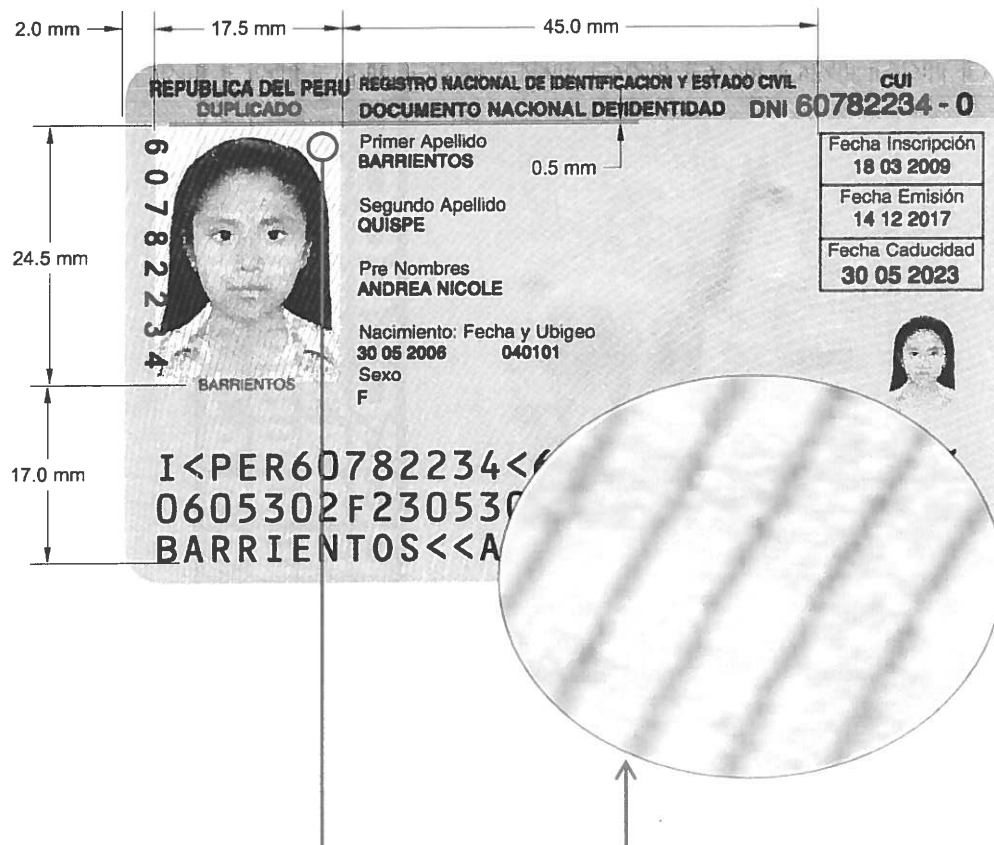 2.0 mm 17.5 mm 45.0 mm
REPUBLICA DEL PERU REGISTRO NACIONAL DE IDENTIFICACION Y ESTADO CIVIL CUI
DUPLICADO DOCUMENTO NACIONAL DE IDENTIDAD DNI 60782234 - 0
60782234
Primer Apellido
BARRIENTOS
0.5 mm
Fecha Inscripción
18 03 2009
Segundo Apellido
QUISPE
Fecha Emisión
14 12 2017
24.5 mm
Pre Nombres
ANDREA NICOLE
Fecha Caducidad
30 05 2023
Nacimiento: Fecha y Ubigeo
30 05 2006 040101
Sexo
F
BARRIENTOS
17.0 mm
I<PER60782234<
0605302F230530
BARRIENTOS<<A